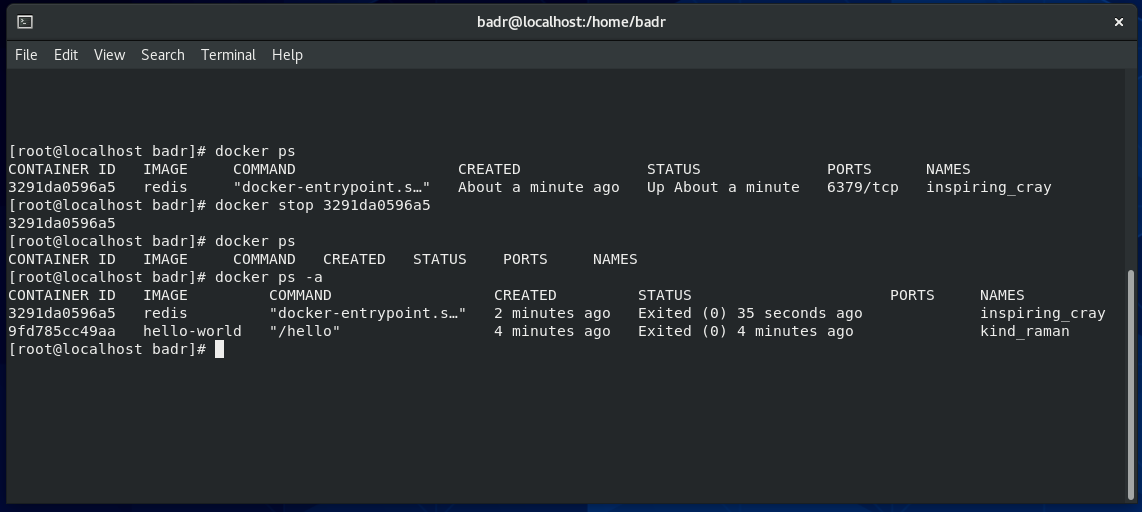 badr@localhost:/home/badr
File Edit View Search Terminal Help
[root@localhost badr]# docker ps
CONTAINER ID   IMAGE     COMMAND                  CREATED              STATUS              PORTS      NAMES
3291da0596a5   redis     "docker-entrypoint.s…"   About a minute ago   Up About a minute   6379/tcp   inspiring_cray
[root@localhost badr]# docker stop 3291da0596a5
3291da0596a5
[root@localhost badr]# docker ps
CONTAINER ID   IMAGE     COMMAND   CREATED   STATUS    PORTS     NAMES
[root@localhost badr]# docker ps -a
CONTAINER ID   IMAGE         COMMAND                  CREATED         STATUS                      PORTS     NAMES
3291da0596a5   redis         "docker-entrypoint.s…"   2 minutes ago   Exited (0) 35 seconds ago             inspiring_cray
9fd785cc49aa   hello-world   "/hello"                 4 minutes ago   Exited (0) 4 minutes ago              kind_raman
[root@localhost badr]#